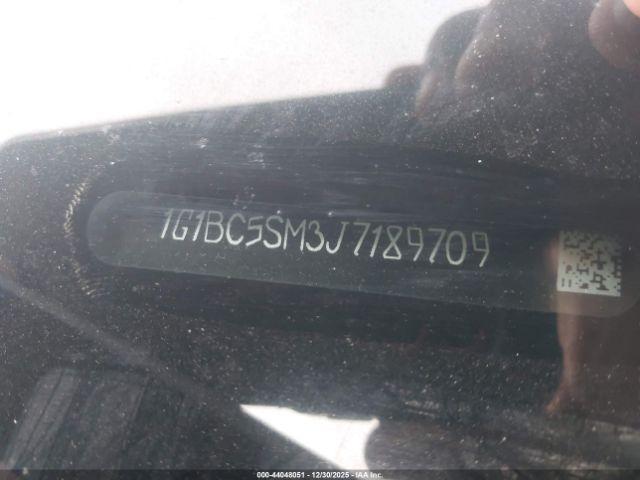 1G1BC5SM3J7189709
000-44048051 - 12/30/2025 - IAA Inc.